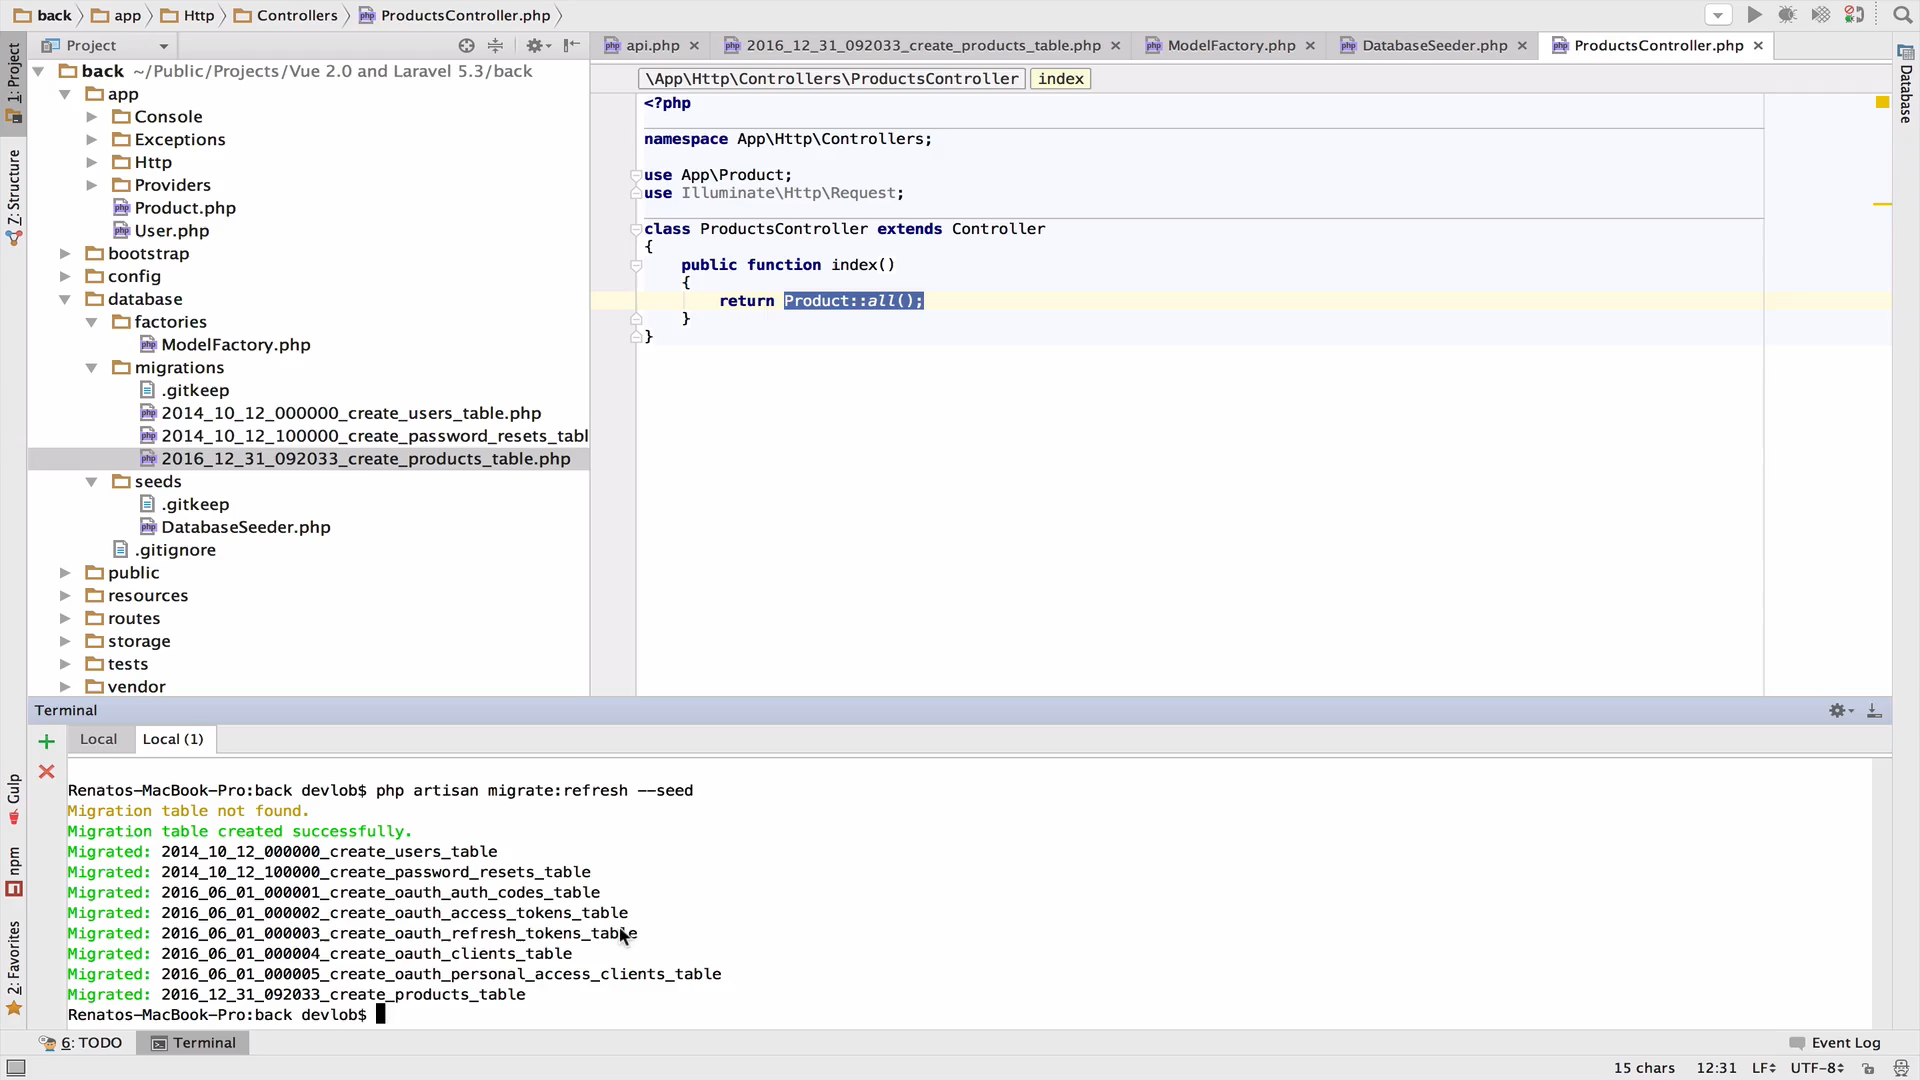 back app Http Controllers ProductsController.php
Project
api.php 2016_12_31_092033_create_products_table.php ModelFactory.php DatabaseSeeder.php ProductsController.php
1: Project
Z: Structure
Gulp
npm
2: Favorites
Database
back ~/Public/Projects/Vue 2.0 and Laravel 5.3/back
app
Console
Exceptions
Http
Providers
Product.php
User.php
bootstrap
config
database
factories
ModelFactory.php
migrations
.gitkeep
2014_10_12_000000_create_users_table.php
2014_10_12_100000_create_password_resets_tabl
2016_12_31_092033_create_products_table.php
seeds
.gitkeep
DatabaseSeeder.php
.gitignore
public
resources
routes
storage
tests
vendor
\App\Http\Controllers\ProductsController index
<?php
namespace App\Http\Controllers;
use App\Product;
use Illuminate\Http\Request;
class ProductsController extends Controller
{
public function index()
{
return Product::all();
}
}
Terminal
Local Local (1)
Renatos-MacBook-Pro:back devlob$ php artisan migrate:refresh --seed
Migration table not found.
Migration table created successfully.
Migrated: 2014_10_12_000000_create_users_table
Migrated: 2014_10_12_100000_create_password_resets_table
Migrated: 2016_06_01_000001_create_oauth_auth_codes_table
Migrated: 2016_06_01_000002_create_oauth_access_tokens_table
Migrated: 2016_06_01_000003_create_oauth_refresh_tokens_table
Migrated: 2016_06_01_000004_create_oauth_clients_table
Migrated: 2016_06_01_000005_create_oauth_personal_access_clients_table
Migrated: 2016_12_31_092033_create_products_table
Renatos-MacBook-Pro:back devlob$
6: TODO Terminal Event Log
15 chars 12:31 LF UTF-8